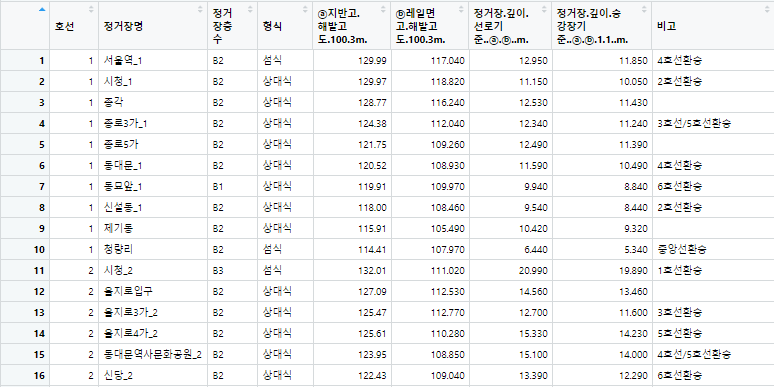 호선 정거장명 정거장층수 형식 ⓐ지반고.해발고도.100.3m. ⓑ레일면고.해발고도.100.3m. 정거장.깊이.선로기준..ⓐ.ⓑ..m. 정거장.깊이.승강장기준..ⓐ.ⓑ.1.1..m. 비고
1 1 서울역_1 B2 섬식 129.99 117.040 12.950 11.850 4호선환승
2 1 시청_1 B2 상대식 129.97 118.820 11.150 10.050 2호선환승
3 1 종각 B2 상대식 128.77 116.240 12.530 11.430
4 1 종로3가_1 B2 상대식 124.38 112.040 12.340 11.240 3호선/5호선환승
5 1 종로5가 B2 상대식 121.75 109.260 12.490 11.390
6 1 동대문_1 B2 상대식 120.52 108.930 11.590 10.490 4호선환승
7 1 동묘앞_1 B1 상대식 119.91 109.970 9.940 8.840 6호선환승
8 1 신설동_1 B2 상대식 118.00 108.460 9.540 8.440 2호선환승
9 1 제기동 B2 상대식 115.91 105.490 10.420 9.320
10 1 청량리 B2 섬식 114.41 107.970 6.440 5.340 중앙선환승
11 2 시청_2 B3 섬식 132.01 111.020 20.990 19.890 1호선환승
12 2 을지로입구 B2 상대식 127.09 112.530 14.560 13.460
13 2 을지로3가_2 B2 상대식 125.47 112.770 12.700 11.600 3호선환승
14 2 을지로4가_2 B2 상대식 125.61 110.280 15.330 14.230 5호선환승
15 2 동대문역사문화공원_2 B2 상대식 123.95 108.850 15.100 14.000 4호선/5호선환승
16 2 신당_2 B2 상대식 122.43 109.040 13.390 12.290 6호선환승